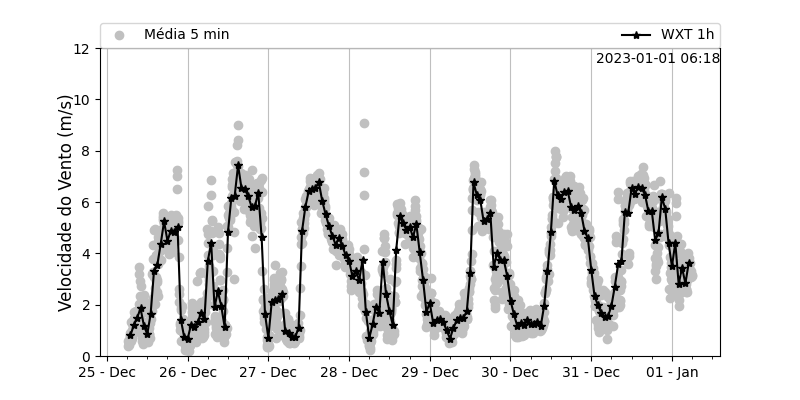 Média 5 min
WXT 1h
2023-01-01 06:18
Velocidade do Vento (m/s)
12
10
8
6
4
2
0
25 - Dec
26 - Dec
27 - Dec
28 - Dec
29 - Dec
30 - Dec
31 - Dec
01 - Jan